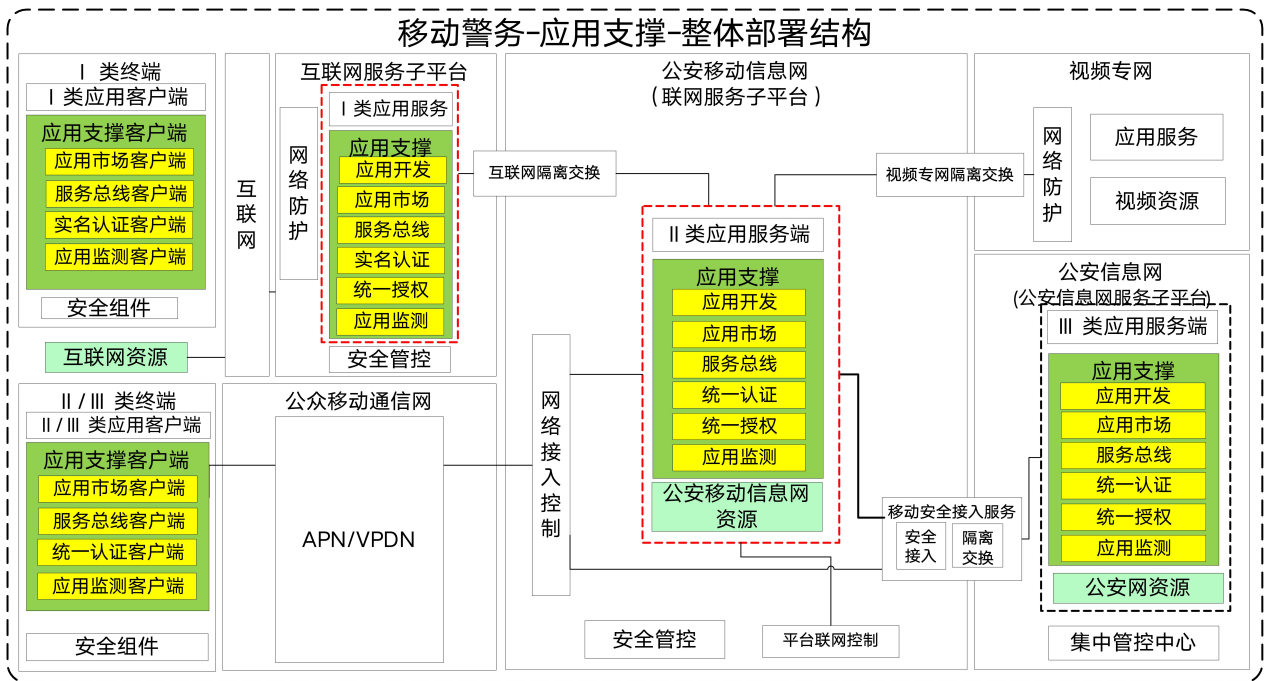 移动警务-应用支撑-整体部署结构
Ⅰ 类终端
Ⅰ类应用客户端
应用支撑客户端
应用市场客户端
服务总线客户端
实名认证客户端
应用监测客户端
安全组件
互联网资源
互
联
网
互联网服务子平台
网
络
防
护
Ⅰ类应用服务
应用支撑
应用开发
应用市场
服务总线
实名认证
统一授权
应用监测
安全管控
Ⅱ/Ⅲ 类终端
Ⅱ/Ⅲ 类应用客户端
应用支撑客户端
应用市场客户端
服务总线客户端
统一认证客户端
应用监测客户端
安全组件
公众移动通信网
APN/VPDN
公安移动信息网
(联网服务子平台)
互联网隔离交换
视频专网隔离交换
Ⅱ类应用服务端
应用支撑
应用开发
应用市场
服务总线
统一认证
统一授权
应用监测
公安移动信息网
资源
网
络
接
入
控
制
移动安全接入服务
安全
接入
隔离
交换
安全管控
平台联网控制
视频专网
网
络
防
护
应用服务
视频资源
公安信息网
(公安信息网服务子平台)
Ⅲ 类应用服务端
应用支撑
应用开发
应用市场
服务总线
统一认证
统一授权
应用监测
公安网资源
集中管控中心